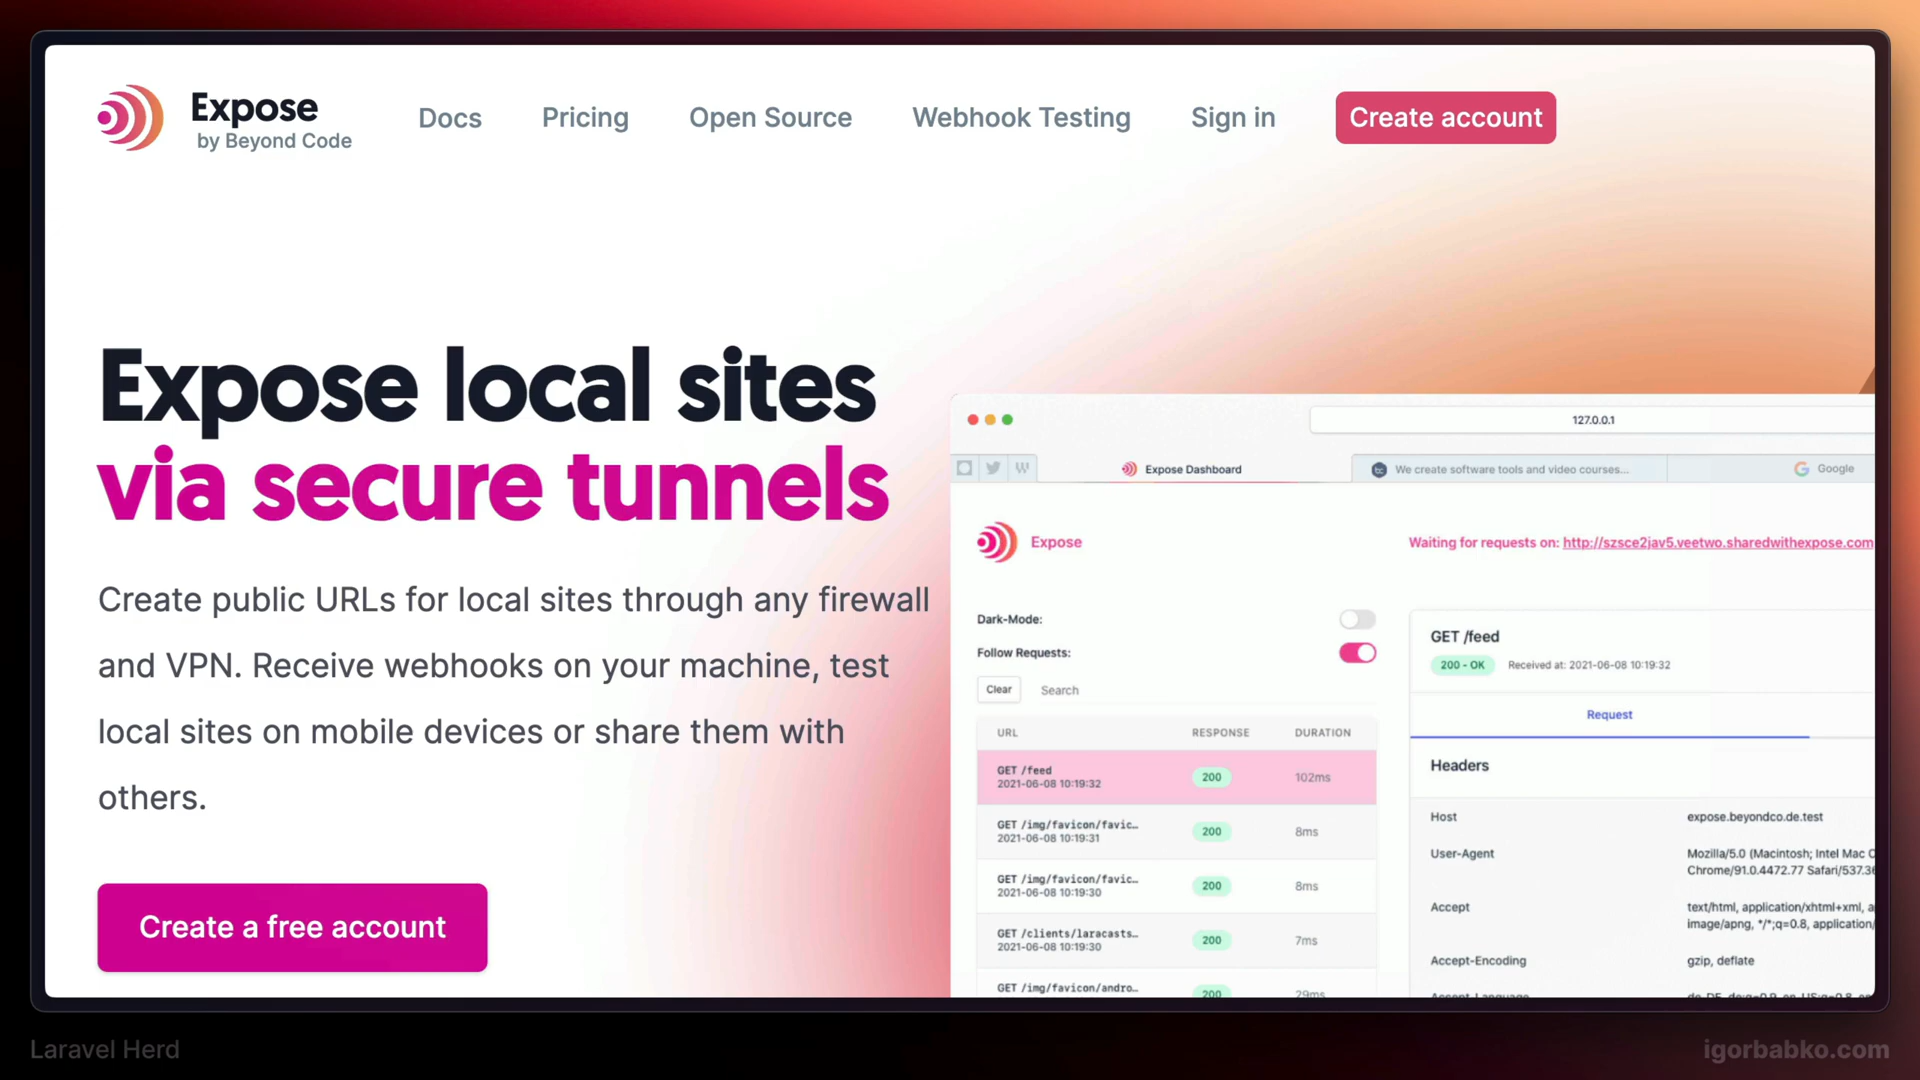 Expose
by Beyond Code
Docs
Pricing
Open Source
Webhook Testing
Sign in
Create account
Expose local sites
via secure tunnels
Create public URLs for local sites through any firewall
and VPN. Receive webhooks on your machine, test
local sites on mobile devices or share them with
others.
Create a free account
127.0.0.1
Expose Dashboard
We create software tools and video courses...
Google
Expose
Waiting for requests on: http://szsce2jav5.veetwo.sharedwithexpose.com
Dark-Mode:
Follow Requests:
Clear
Search
URL RESPONSE DURATION
GET /feed
2021-06-08 10:19:32
200
102ms
GET /img/favicon/favic…
2021-06-08 10:19:31
200
8ms
GET /img/favicon/favic…
2021-06-08 10:19:30
200
8ms
GET /clients/laracasts…
2021-06-08 10:19:30
200
7ms
GET /img/favicon/andro…
200
29ms
GET /feed
200 - OK
Received at: 2021-06-08 10:19:32
Request
Headers
Host
expose.beyondco.de.test
User-Agent
Mozilla/5.0 (Macintosh; Intel Mac
Chrome/91.0.4472.77 Safari/537.36
Accept
text/html, application/xhtml+xml,
image/apng, */*;q=0.8, application/
Accept-Encoding
gzip, deflate
Accept-Language
Laravel Herd
igorbabko.com